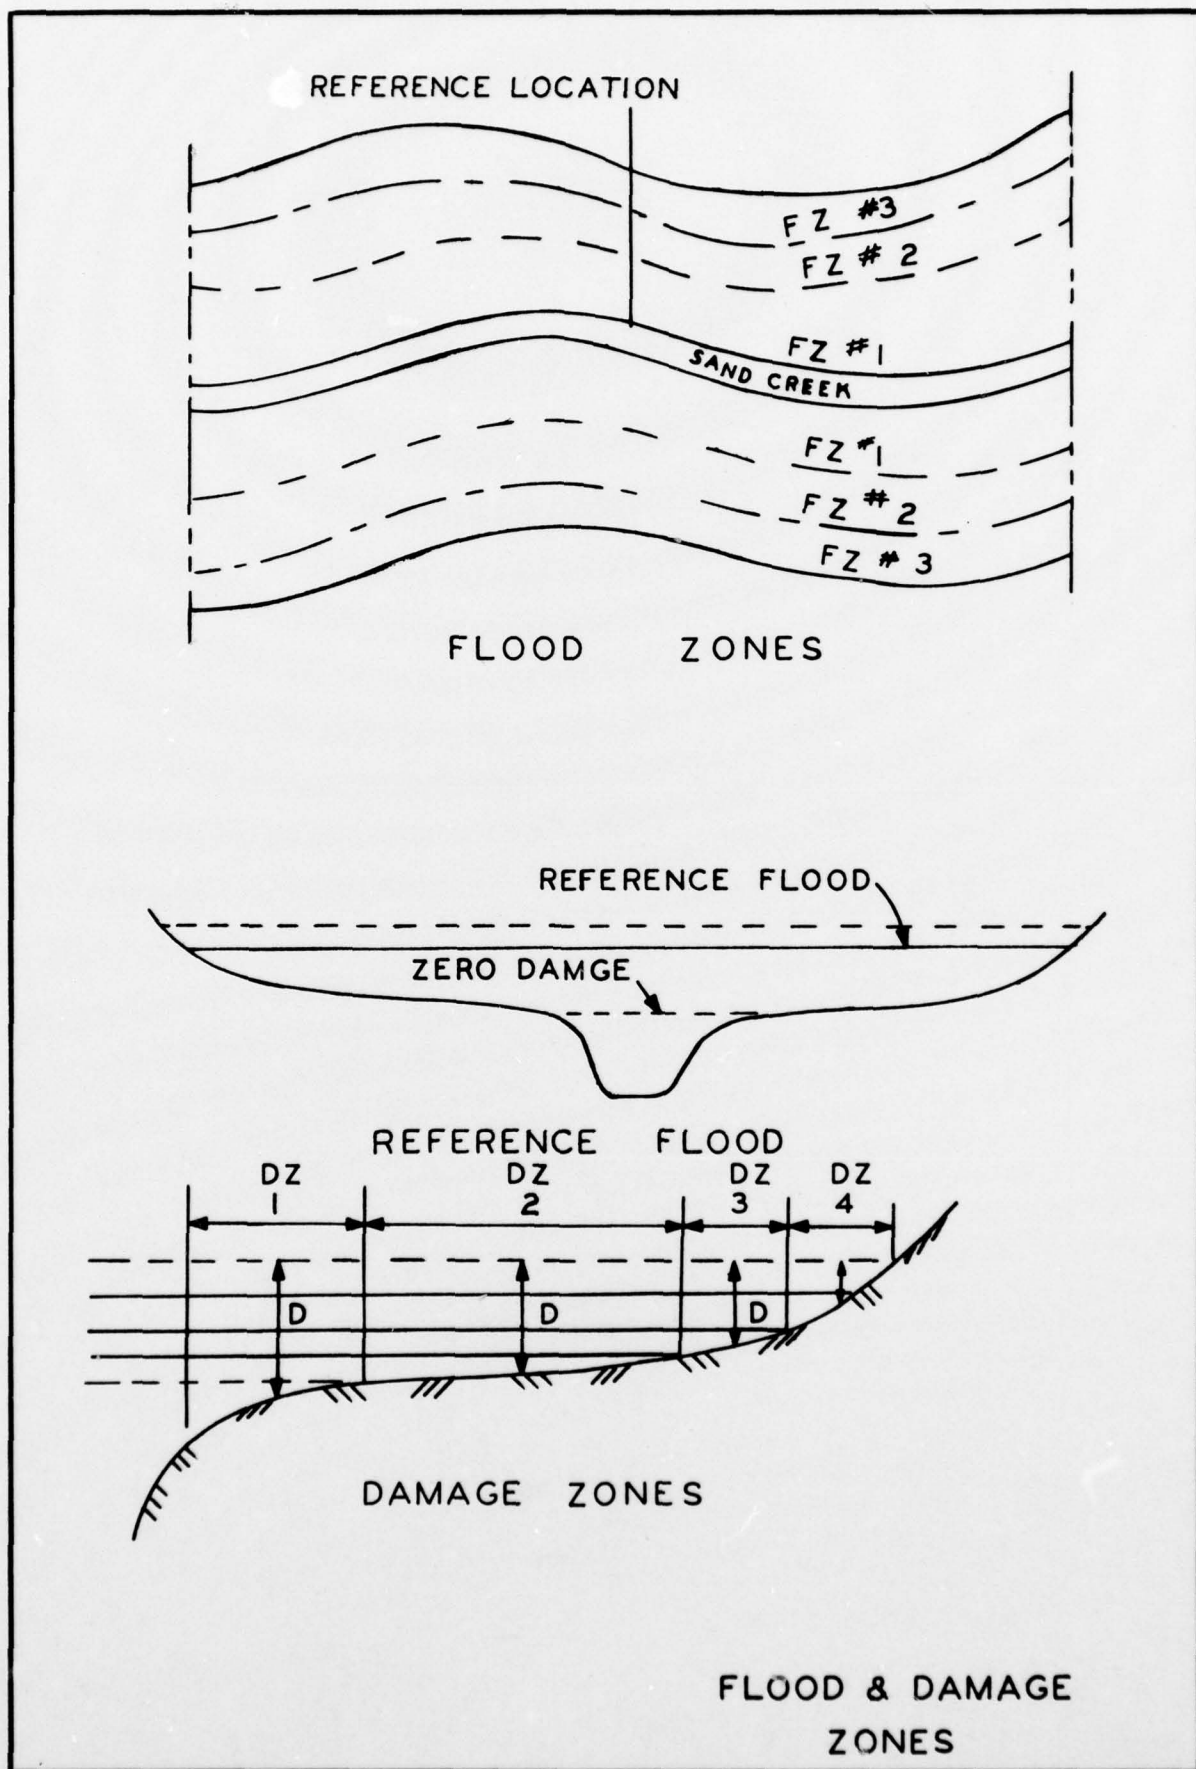 REFERENCE LOCATION
FZ #3
FZ # 2
FZ #1
SAND CREEK
FZ #1
FZ # 2
FZ # 3
FLOOD ZONES
REFERENCE FLOOD
ZERO DAMGE
REFERENCE FLOOD
DZ DZ DZ DZ
1 2 3 4
D D D
DAMAGE ZONES
FLOOD & DAMAGE
ZONES